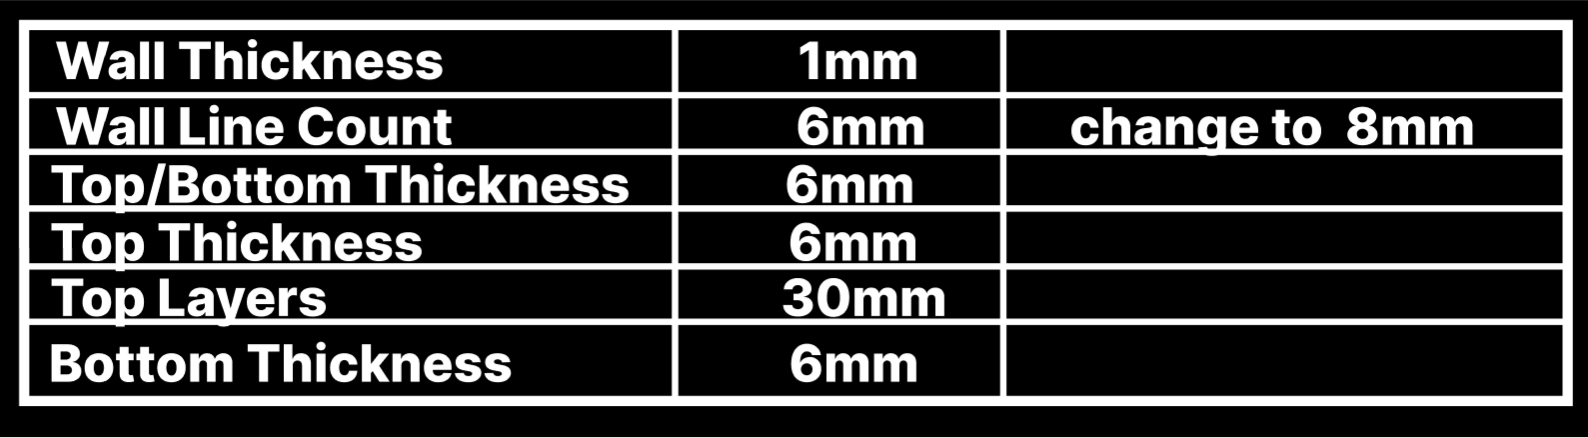 Wall Thickness 1mm
Wall Line Count 6mm change to 8mm
Top/Bottom Thickness 6mm
Top Thickness 6mm
Top Layers 30mm
Bottom Thickness 6mm